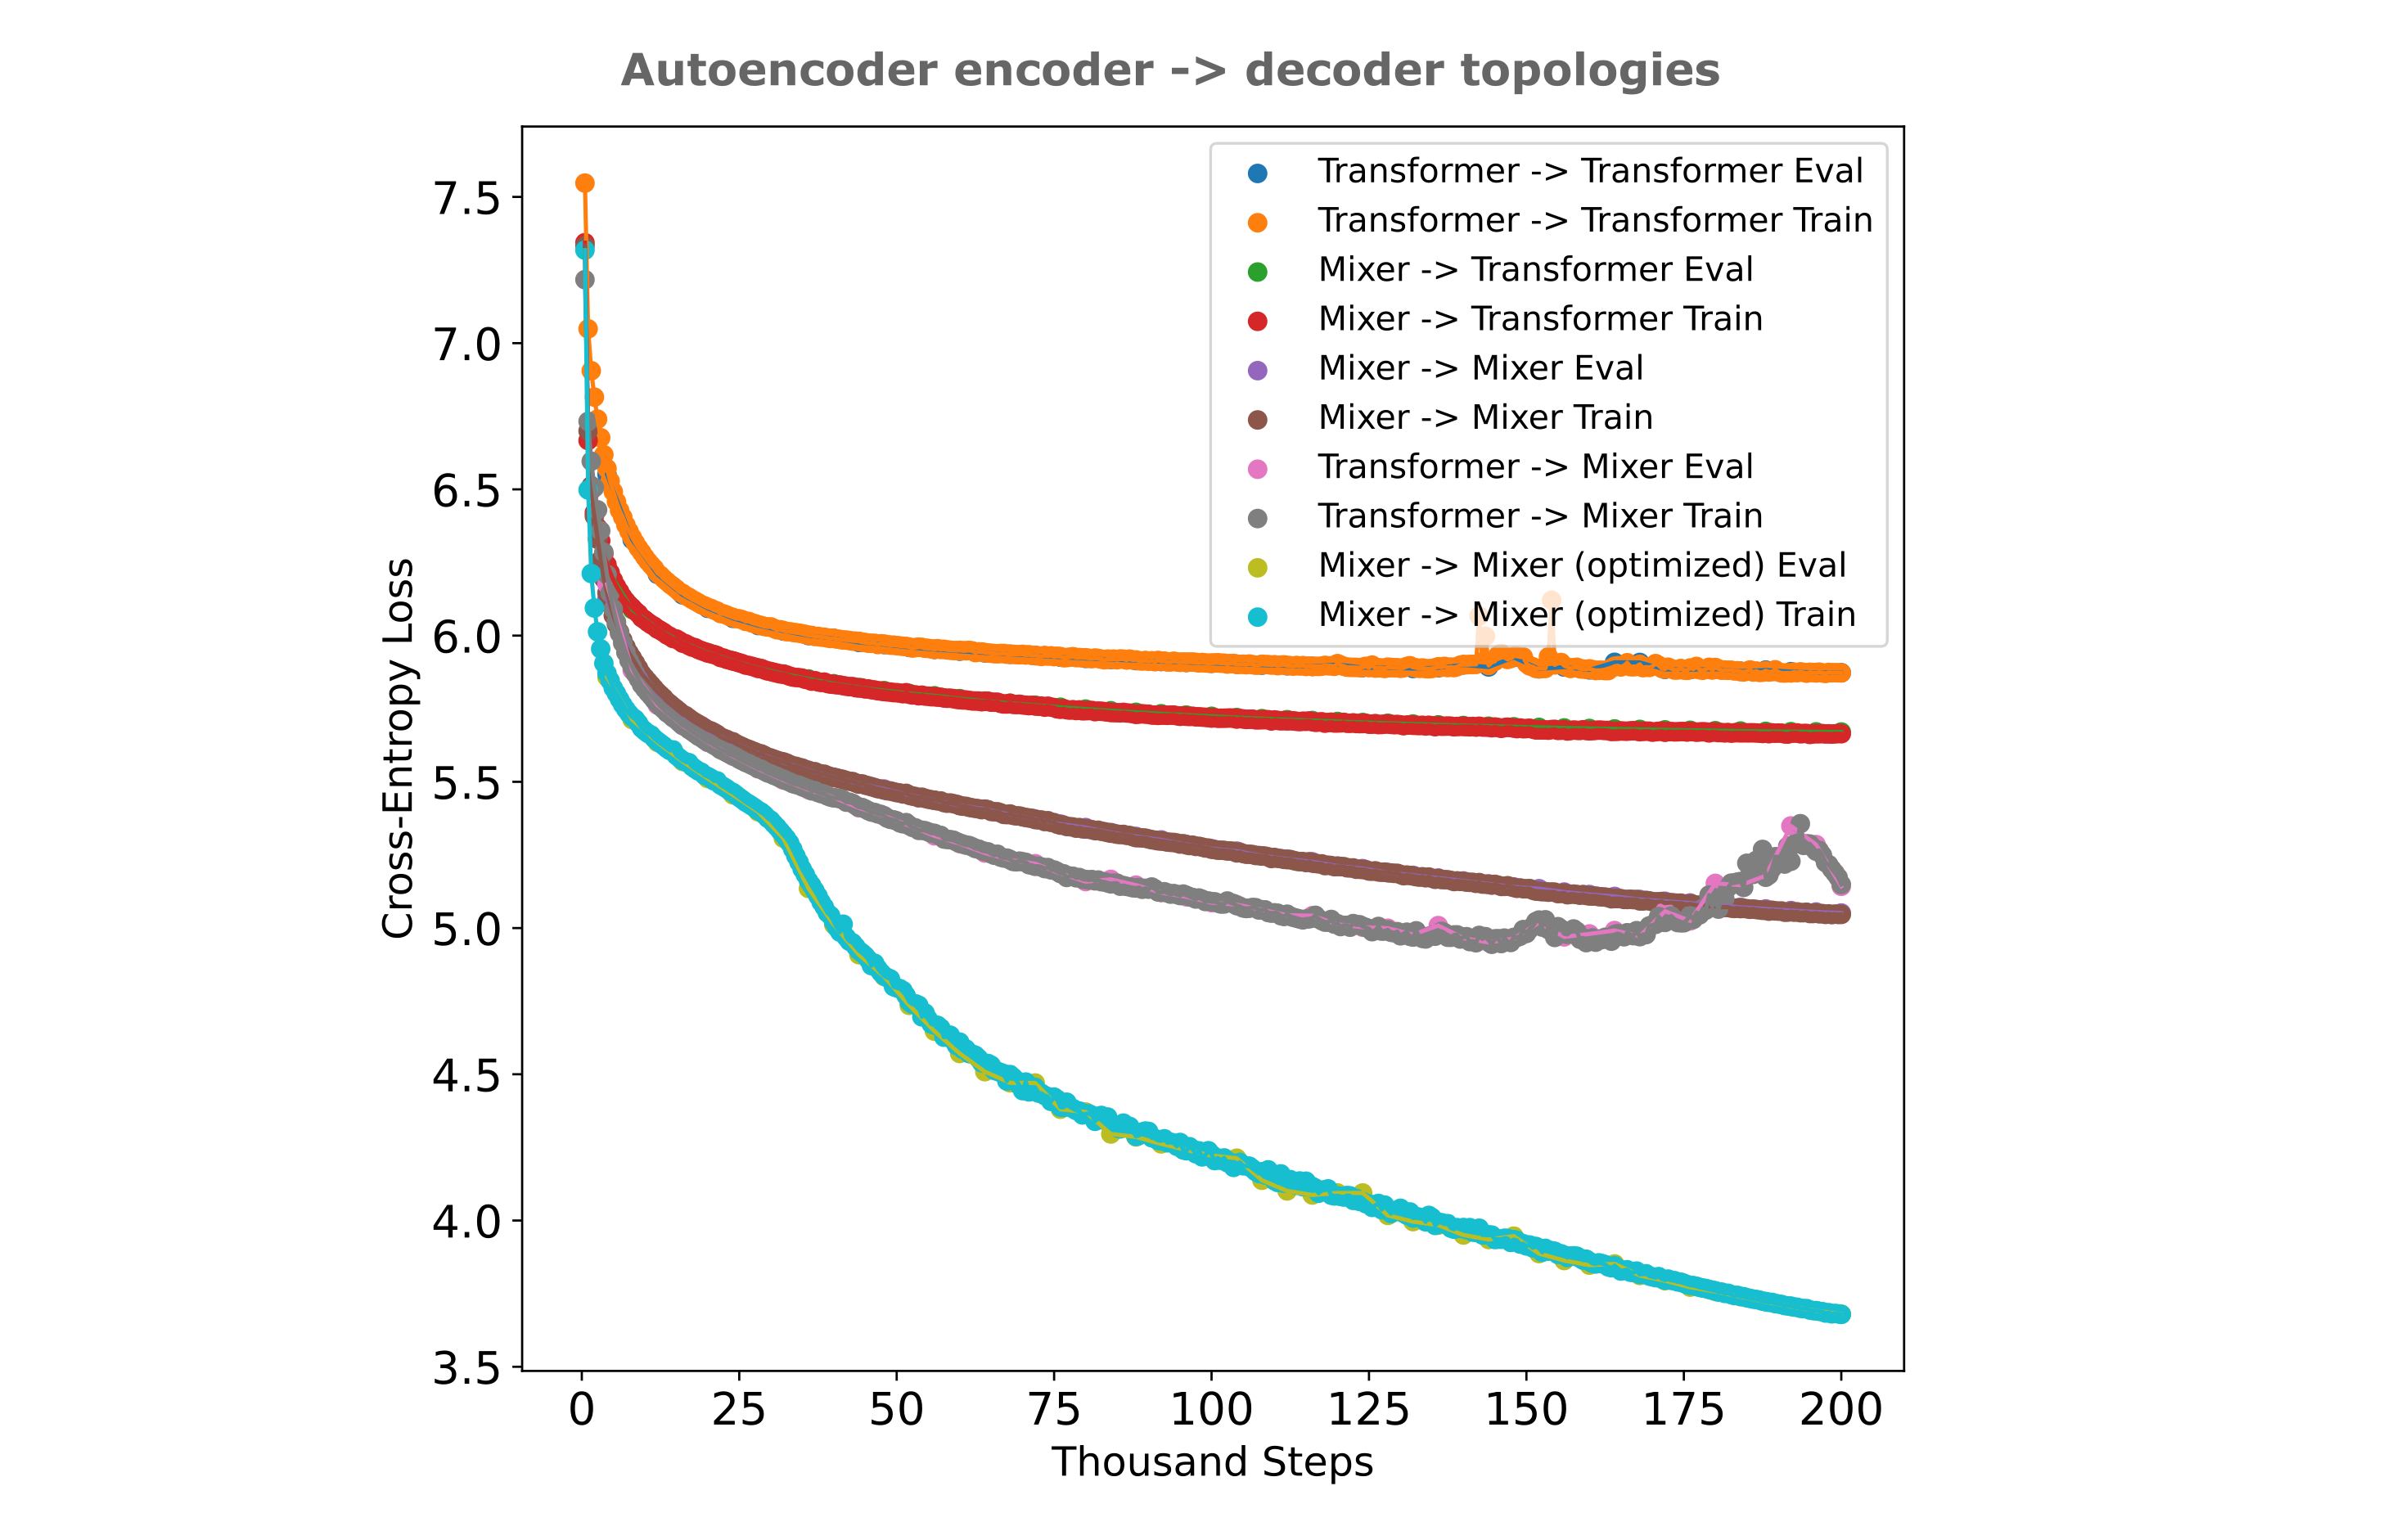 Autoencoder encoder -> decoder topologies
Transformer -> Transformer Eval
Transformer -> Transformer Train
Mixer -> Transformer Eval
Mixer -> Transformer Train
Mixer -> Mixer Eval
Mixer -> Mixer Train
Transformer -> Mixer Eval
Transformer -> Mixer Train
Mixer -> Mixer (optimized) Eval
Mixer -> Mixer (optimized) Train
Cross-Entropy Loss
7.5
7.0
6.5
6.0
5.5
5.0
4.5
4.0
3.5
0 25 50 75 100 125 150 175 200
Thousand Steps